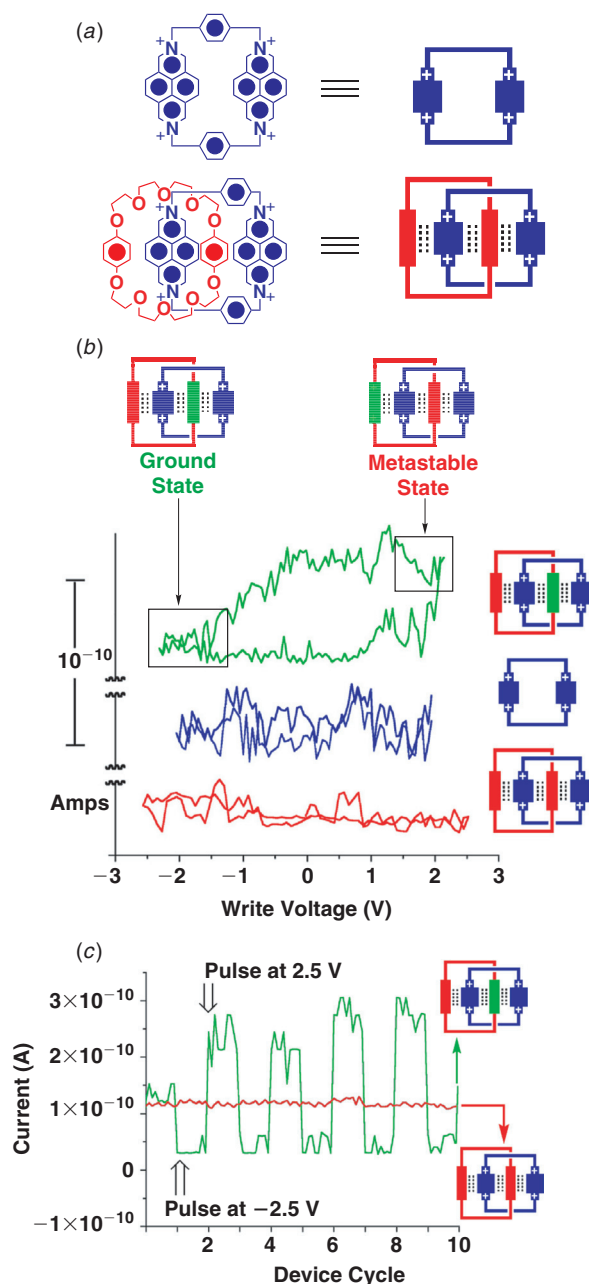 (a)
N + N +
N + N +
+ +
+ +
O O
O O
N + N +
N + N +
O O
O O
O O
+ +
+ +
(b)
+ + + +
+ + + +
Ground State
Metastable State
10−10
Amps
−3 −2 −1 0 1 2 3
Write Voltage (V)
+ +
+ +
+ +
+ +
+ +
+ +
(c)
Pulse at 2.5 V
3×10−10
2×10−10
1×10−10
0
−1×10−10
Current (A)
Pulse at −2.5 V
2 4 6 8 10
Device Cycle
+ +
+ +
+ +
+ +